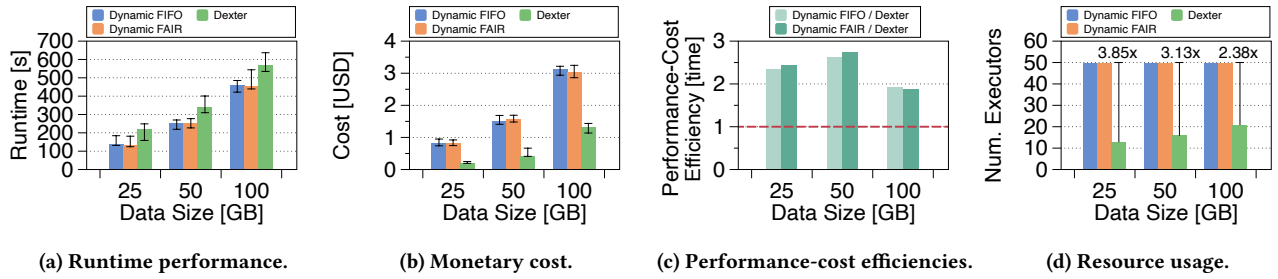 Dynamic FIFO
Dexter
Dynamic FAIR
Runtime [s]
700
600
500
400
300
200
100
25
50
100
Data Size [GB]
(a) Runtime performance.
Dynamic FIFO
Dexter
Dynamic FAIR
Cost [USD]
4
3
2
1
0
25
50
100
Data Size [GB]
(b) Monetary cost.
Dynamic FIFO / Dexter
Dynamic FAIR / Dexter
Performance-Cost
Efficiency [time]
3
2
1
0
25
50
100
Data Size [GB]
(c) Performance-cost efficiencies.
Dynamic FIFO
Dexter
Dynamic FAIR
Num. Executors
60
50
40
30
20
10
0
3.85x
3.13x
2.38x
25
50
100
Data Size [GB]
(d) Resource usage.